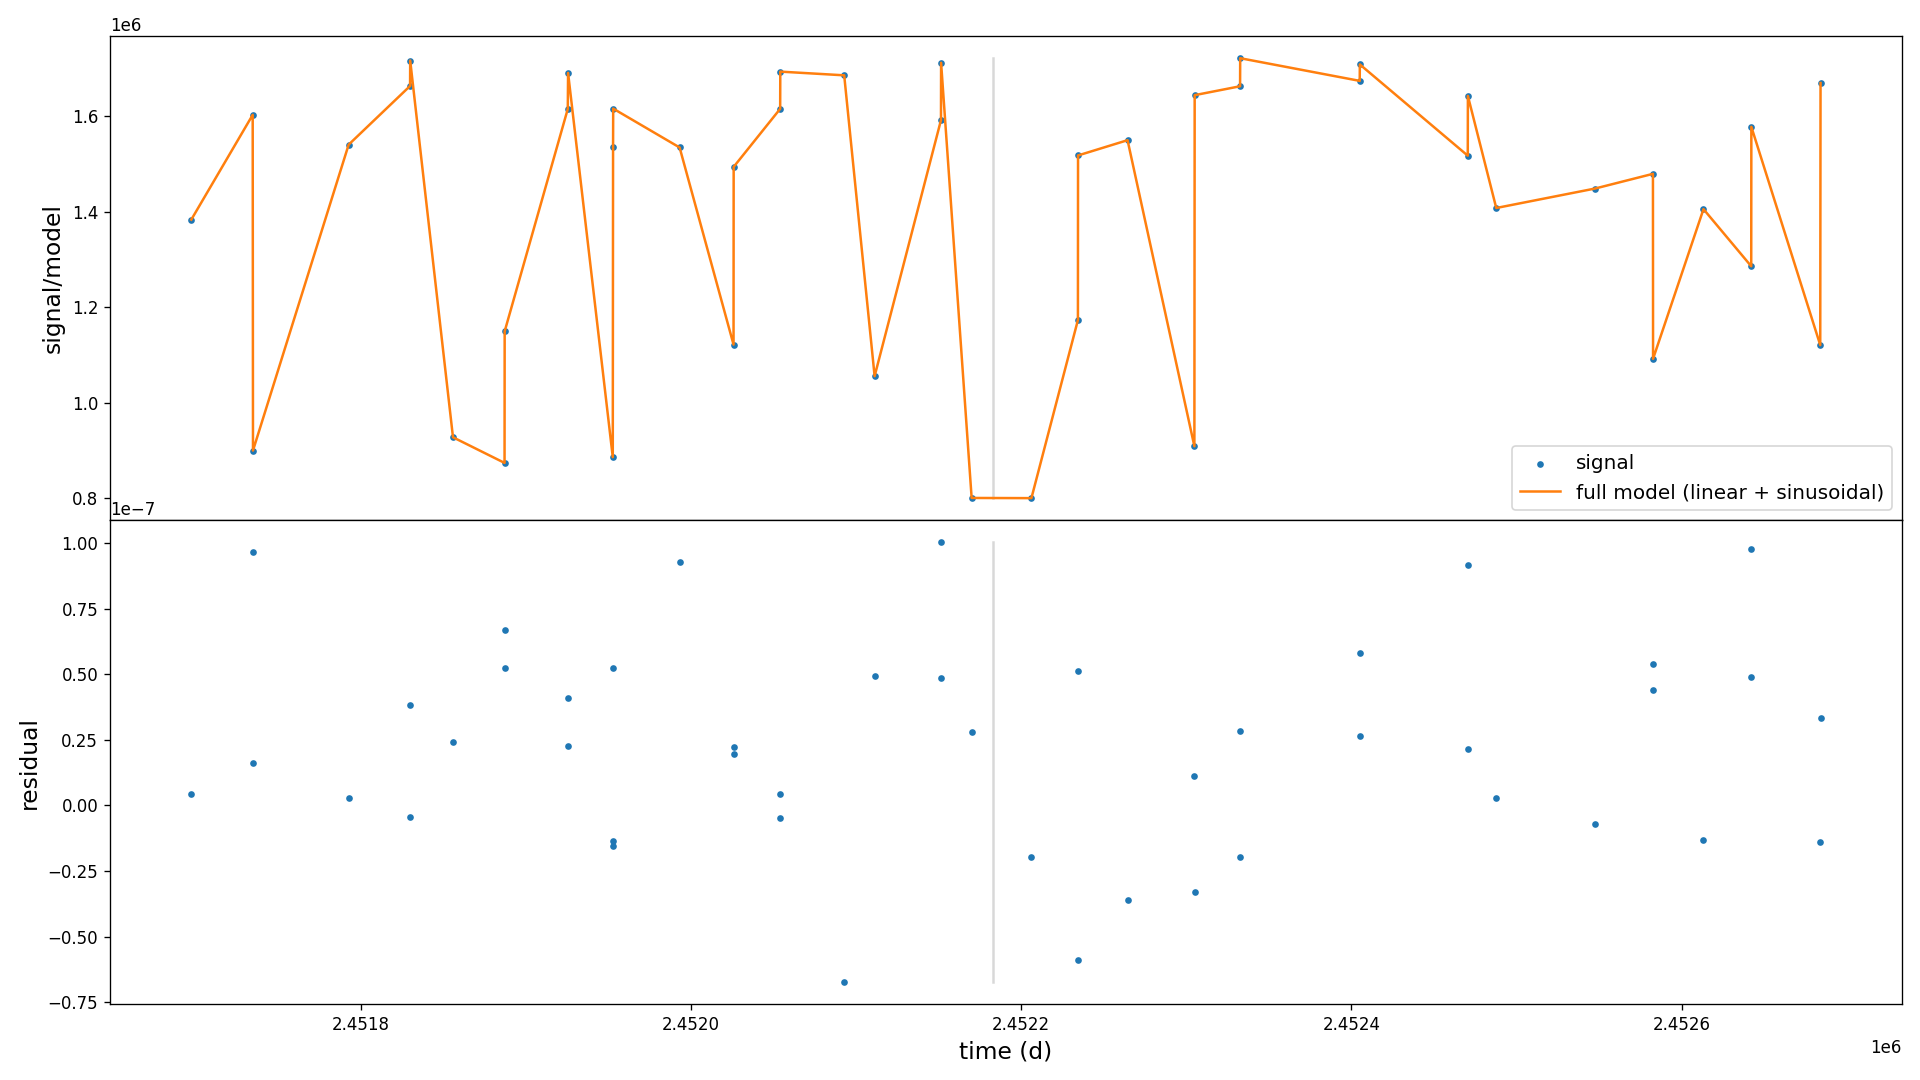 1e6
1.6
1.4
1.2
1.0
0.8
signal/model
signal
full model (linear + sinusoidal)
1e−7
1.00
0.75
0.50
0.25
0.00
−0.25
−0.50
−0.75
residual
2.4518 2.4520 2.4522 2.4524 2.4526
1e6
time (d)